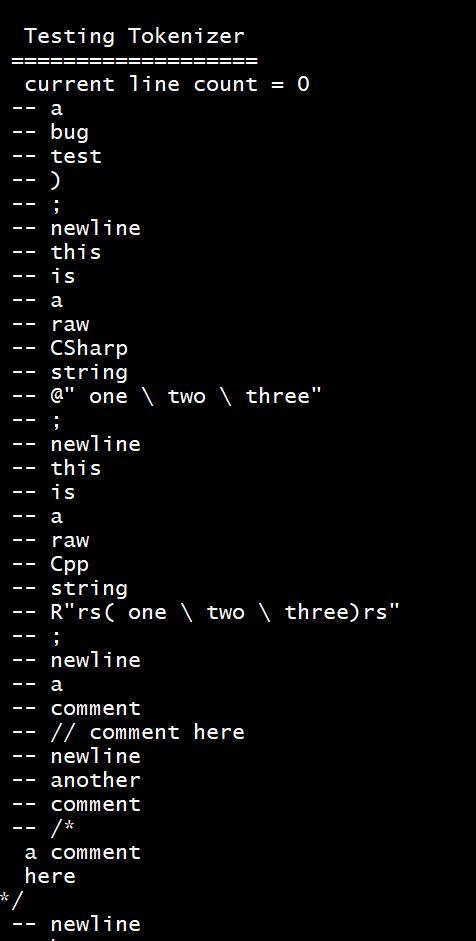 Testing Tokenizer
===================
current line count = 0
-- a
-- bug
-- test
-- )
-- ;
-- newline
-- this
-- is
-- a
-- raw
-- CSharp
-- string
-- @" one \ two \ three"
-- ;
-- newline
-- this
-- is
-- a
-- raw
-- Cpp
-- string
-- R"rs( one \ two \ three)rs"
-- ;
-- newline
-- a
-- comment
-- // comment here
-- newline
-- another
-- comment
-- /*
a comment
here
*/
-- newline